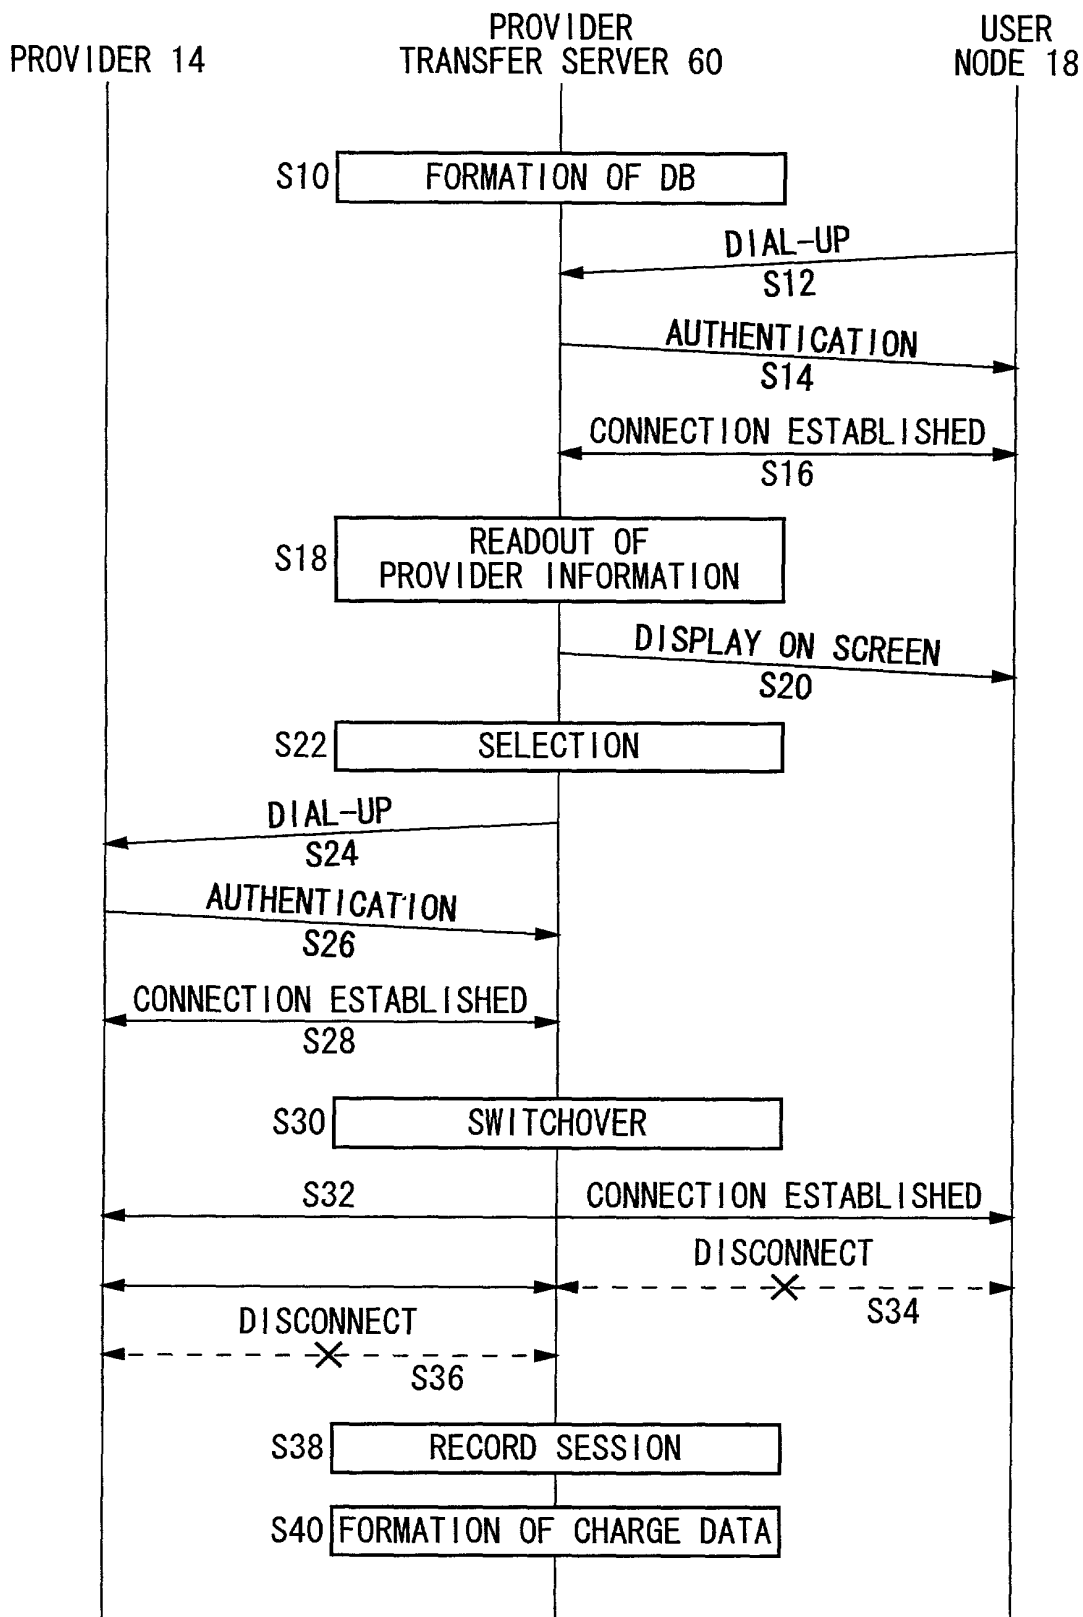 PROVIDER 14
PROVIDER
TRANSFER SERVER 60
USER
NODE 18
S10
FORMATION OF DB
DIAL-UP
S12
AUTHENTICATION
S14
CONNECTION ESTABLISHED
S16
S18
READOUT OF
PROVIDER INFORMATION
DISPLAY ON SCREEN
S20
S22
SELECTION
DIAL-UP
S24
AUTHENTICATION
S26
CONNECTION ESTABLISHED
S28
S30
SWITCHOVER
S32
CONNECTION ESTABLISHED
DISCONNECT
S34
DISCONNECT
S36
S38
RECORD SESSION
S40
FORMATION OF CHARGE DATA